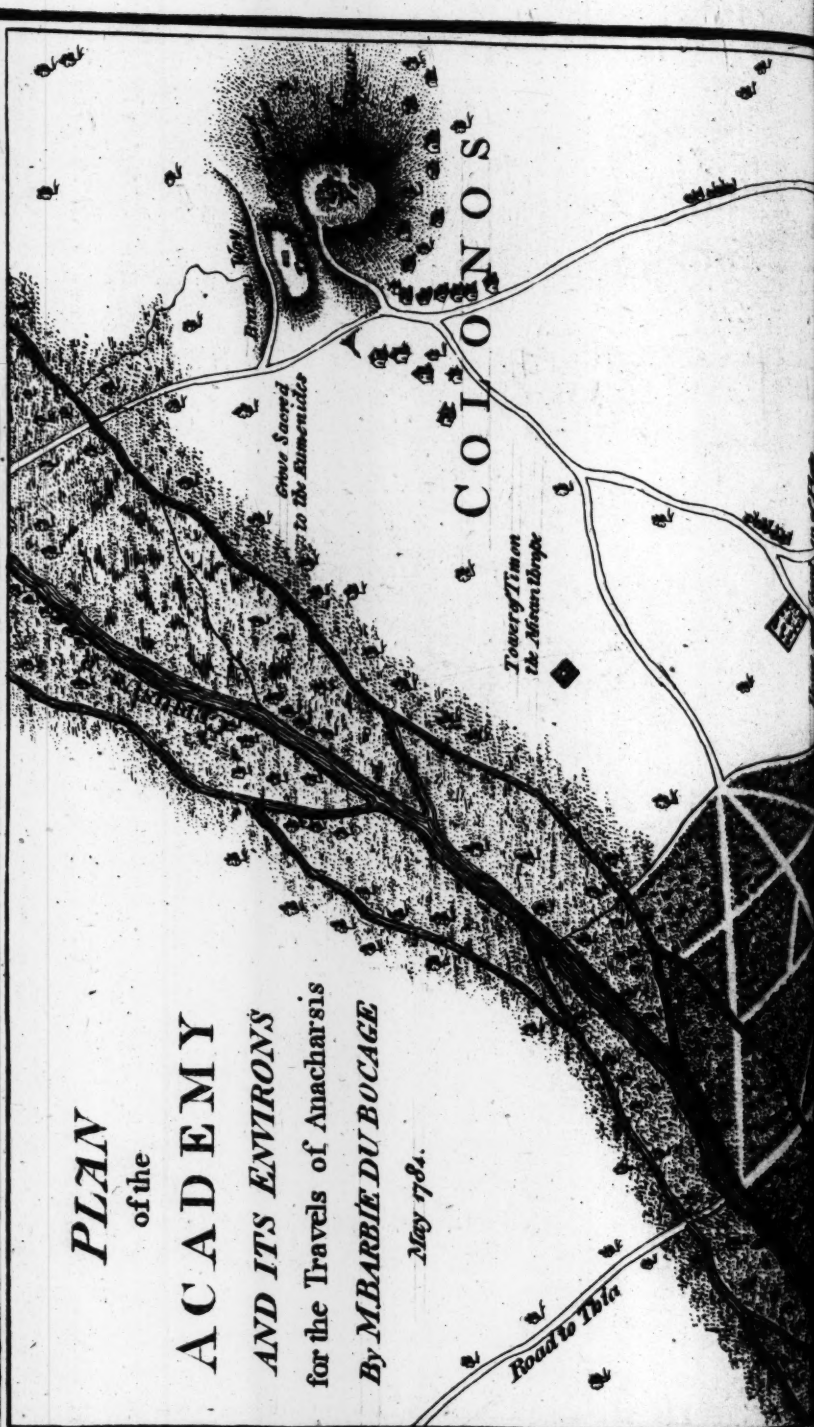 PLAN
of the
ACADEMY
AND ITS ENVIRONS
for the Travels of Anacharsis
By M. BARBIE DU BOCAGE
May 1784.
Road to Thia
COLONOS
Grove Sacred
to the Eumenides
Tower of Timon
the Misanthrope
Way